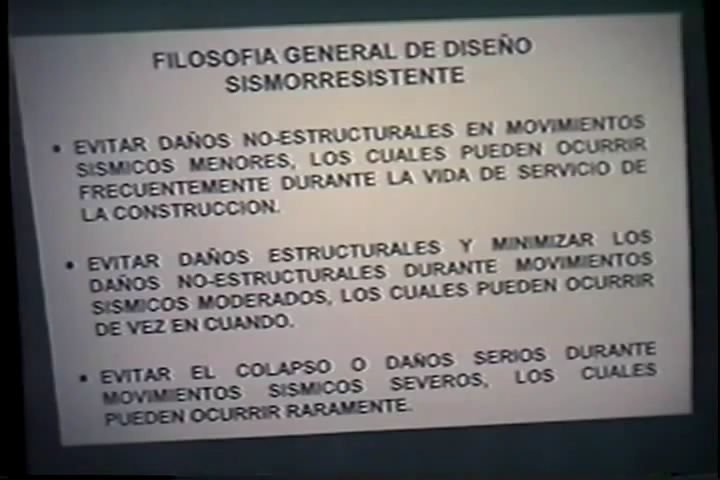 FILOSOFIA GENERAL DE DISEÑO
SISMORRESISTENTE
• EVITAR DAÑOS NO-ESTRUCTURALES EN MOVIMIENTOS
SISMICOS MENORES, LOS CUALES PUEDEN OCURRIR
FRECUENTEMENTE DURANTE LA VIDA DE SERVICIO DE
LA CONSTRUCCION.
• EVITAR DAÑOS ESTRUCTURALES Y MINIMIZAR LOS
DAÑOS NO-ESTRUCTURALES DURANTE MOVIMIENTOS
SISMICOS MODERADOS, LOS CUALES PUEDEN OCURRIR
DE VEZ EN CUANDO.
• EVITAR EL COLAPSO O DAÑOS SERIOS DURANTE
MOVIMIENTOS SISMICOS SEVEROS, LOS CUALES
PUEDEN OCURRIR RARAMENTE.